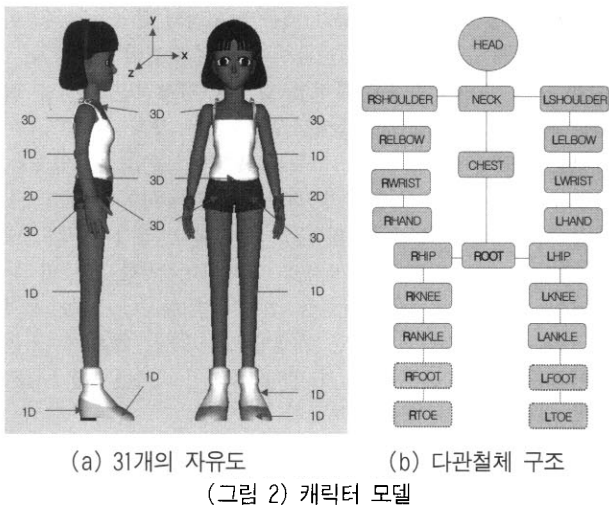 y
x
z
3D
3D
3D
1D
1D
3D
2D
2D
3D
3D
3D
1D
1D
1D
1D
1D
1D
HEAD
RSHOULDER NECK LSHOULDER
RELBOW LELBOW
CHEST
RWRIST LWRIST
RHAND LHAND
RHIP ROOT LHIP
RKNEE LKNEE
RANKLE LANKLE
RFOOT LFOOT
RTOE LTOE
(a) 31개의 자유도 (b) 다관철체 구조
(그림 2) 캐릭터 모델